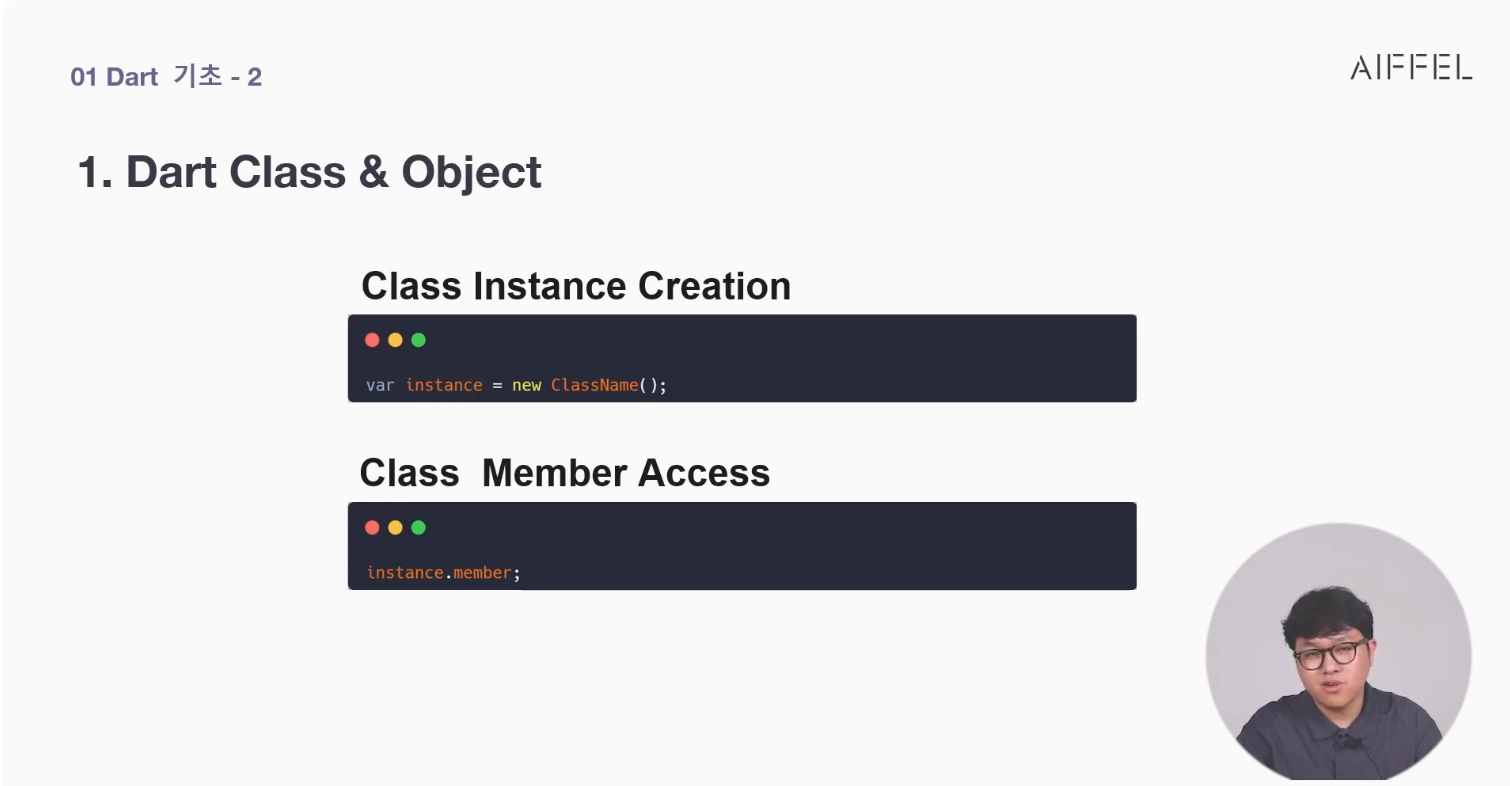 01 Dart 기초 - 2
AIFFEL
1. Dart Class & Object
Class Instance Creation
var instance = new ClassName();
Class  Member Access
instance.member;